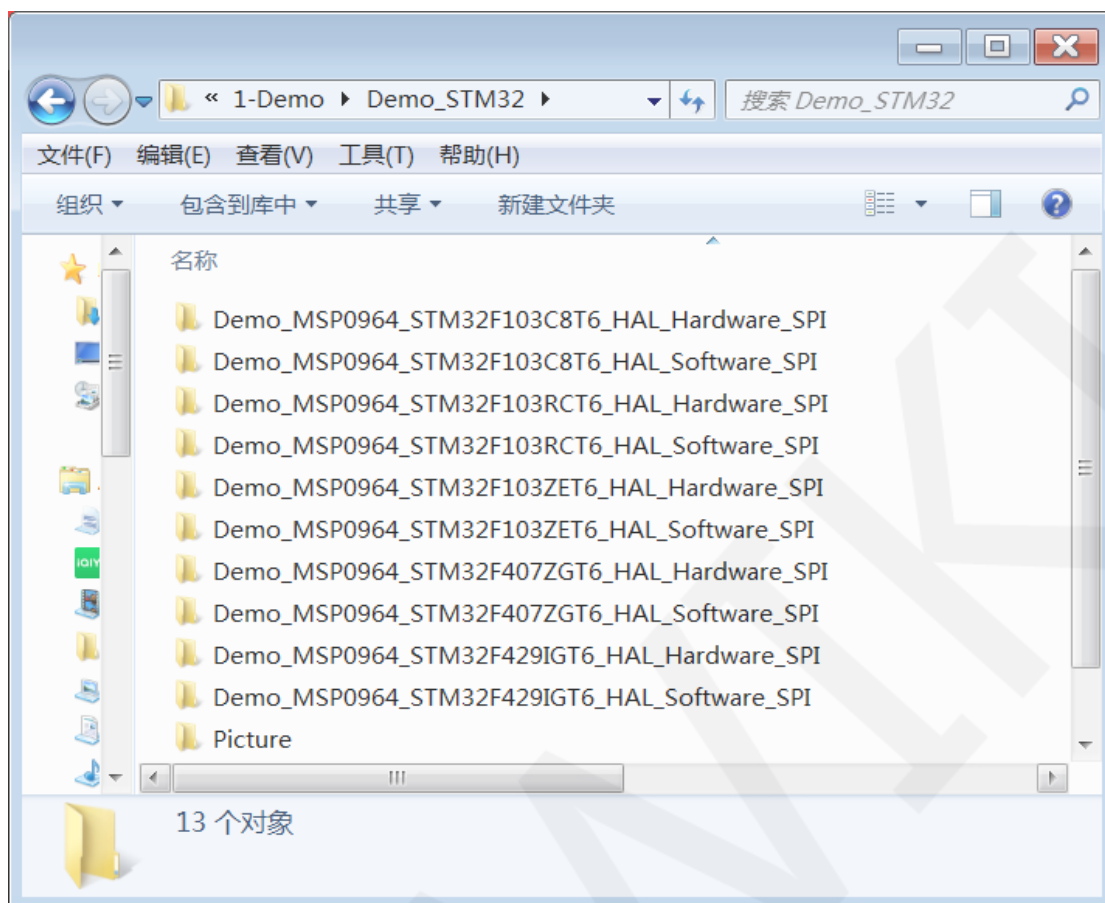 « 1-Demo ▸ Demo_STM32 ▸ 搜索 Demo_STM32
文件(F) 编辑(E) 查看(V) 工具(T) 帮助(H)
组织 包含到库中 共享 新建文件夹
名称
Demo_MSP0964_STM32F103C8T6_HAL_Hardware_SPI
Demo_MSP0964_STM32F103C8T6_HAL_Software_SPI
Demo_MSP0964_STM32F103RCT6_HAL_Hardware_SPI
Demo_MSP0964_STM32F103RCT6_HAL_Software_SPI
Demo_MSP0964_STM32F103ZET6_HAL_Hardware_SPI
Demo_MSP0964_STM32F103ZET6_HAL_Software_SPI
Demo_MSP0964_STM32F407ZGT6_HAL_Hardware_SPI
Demo_MSP0964_STM32F407ZGT6_HAL_Software_SPI
Demo_MSP0964_STM32F429IGT6_HAL_Hardware_SPI
Demo_MSP0964_STM32F429IGT6_HAL_Software_SPI
Picture
13 个对象